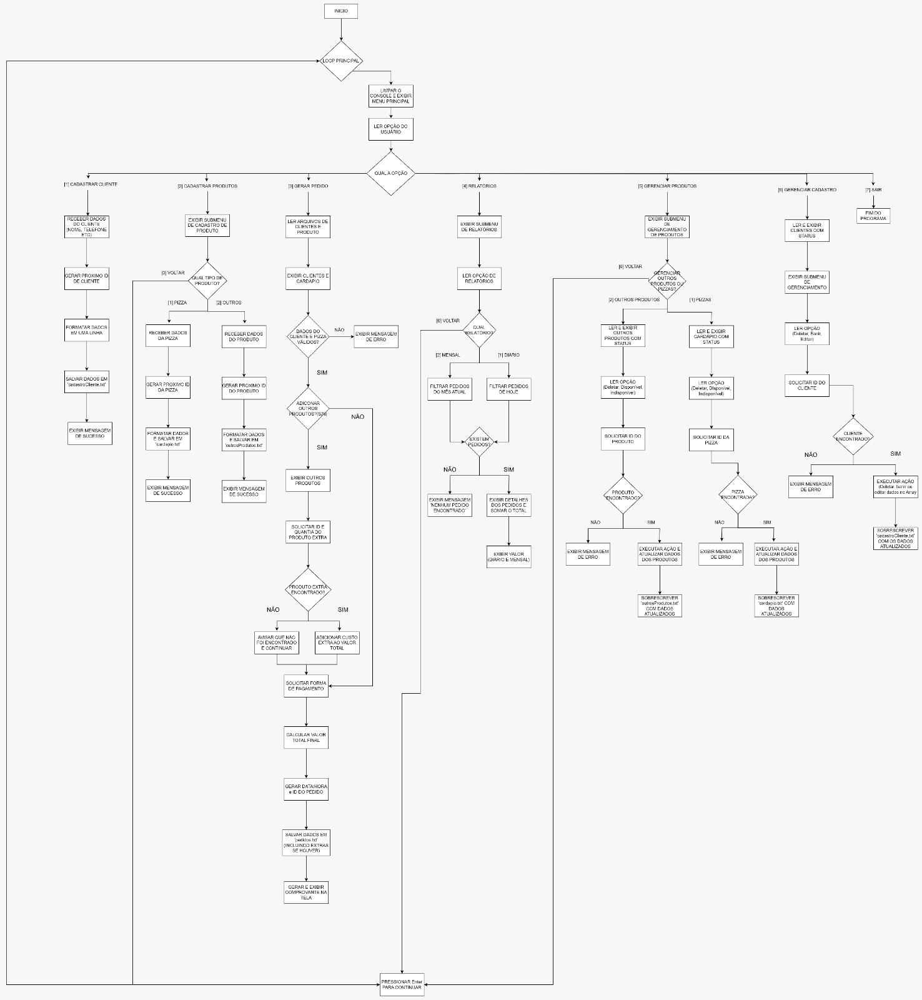 INICIO
LOOP PRINCIPAL
LIMPAR O
CONSOLE E EXIBIR
MENU PRINCIPAL
LER OPÇÃO DO
USUÁRIO
QUAL A OPÇÃO
[1] CADASTRAR CLIENTE
RECEBER DADOS
DO CLIENTE
(NOME, TELEFONE
ETC)
GERAR PROXIMO ID
DE CLIENTE
FORMATAR DADOS
EM UMA LINHA
SALVAR DADOS EM
'cadastroCliente.txt'
EXIBIR MENSAGEM
DE SUCESSO
[2] CADASTRAR PRODUTOS
EXIBIR SUBMENU
DE CADASTRO DE
PRODUTO
[0] VOLTAR
QUAL TIPO DE
PRODUTO?
[1] PIZZA
[2] OUTROS
RECEBER DADOS
DA PIZZA
GERAR PROXIMO ID
DA PIZZA
FORMATAR DADOS
E SALVAR EM
'cardapio.txt'
EXIBIR MENSAGEM
DE SUCESSO
RECEBER DADOS
DO PRODUTO
GERAR PROXIMO ID
DO PRODUTO
FORMATAR DADOS
E SALVAR EM
'outrosProdutos.txt'
EXIBIR MENSAGEM
DE SUCESSO
[3] GERAR PEDIDO
LER ARQUIVOS DE
CLIENTES E
PRODUTO
EXIBIR CLIENTES E
CARDÁPIO
DADOS DO
CLIENTE E PIZZA
VÁLIDOS?
NÃO
EXIBIR MENSAGEM
DE ERRO
SIM
ADICONAR
OUTROS
PRODUTOS?(S/N)
NÃO
SIM
EXIBIR OUTROS
PRODUTOS
SOLICITAR ID E
QUANTIA DO
PRODUTO EXTRA
PRODUTO EXTRA
ENCONTRADO?
NÃO
SIM
AVISAR QUE NÃO
FOI ENCONTRADO
E CONTINUAR
ADICIONAR CUSTO
EXTRA AO VALOR
TOTAL
SOLICITAR FORMA
DE PAGAMENTO
CALCULAR VALOR
TOTAL FINAL
GERAR DATA/HORA
e ID DO PEDIDO
SALVAR DADOS EM
'pedidos.txt'
(INCLUINDO EXTRAS
SE HOUVER)
GERAR E EXIBIR
COMPROVANTE NA
TELA
[4] RELATÓRIOS
EXIBIR SUBMENU
DE RELATÓRIOS
LER OPÇÃO DE
RELATÓRIOS
[0] VOLTAR
QUAL
RELATÓRIO?
[2] MENSAL
[1] DIÁRIO
FILTRAR PEDIDOS
DO MÊS ATUAL
FILTRAR PEDIDOS
DE HOJE
EXISTEM
PEDIDOS?
NÃO
SIM
EXIBIR MENSAGEM
'NENHUM PEDIDO
ENCONTRADO'
EXIBIR DETALHES
DOS PEDIDOS E
SOMAR O TOTAL
EXIBIR VALOR
(DIÁRIO E MENSAL)
[5] GERENCIAR PRODUTOS
EXIBIR SUBMENU
DE
GERENCIAMENTO
DE PRODUTOS
[0] VOLTAR
GERENCIAR
OUTROS
PRODUTOS OU
PIZZAS?
[2] OUTROS PRODUTOS
[1] PIZZAS
LER E EXIBIR
OUTROS
PRODUTOS COM
STATUS
LER OPÇÃO
(Deletar, Disponível,
Indisponível)
SOLICITAR ID DO
PRODUTO
PRODUTO
ENCONTRADO?
NÃO
SIM
EXIBIR MENSAGEM
DE ERRO
EXECUTAR AÇÃO E
ATUALIZAR DADOS
DOS PRODUTOS
SOBRESCREVER
'outrosProdutos.txt'
COM DADOS
ATUALIZADOS
LER E EXIBIR
CARDÁPIO COM
STATUS
LER OPÇÃO
(Deletar, Disponível,
Indisponível)
SOLICITAR ID DA
PIZZA
PIZZA
ENCONTRADA?
NÃO
SIM
EXIBIR MENSAGEM
DE ERRO
EXECUTAR AÇÃO E
ATUALIZAR DADOS
DOS PRODUTOS
SOBRESCREVER
'cardapio.txt' COM
DADOS
ATUALIZADOS
[6] GERENCIAR CADASTRO
LER E EXIBIR
CLIENTES COM
STATUS
EXIBIR SUBMENU
DE
GERENCIAMENTO
LER OPÇÃO
(Deletar, Banir,
Editar)
SOLICITAR ID DO
CLIENTE
CLIENTE
ENCONTRADO?
NÃO
SIM
EXIBIR MENSAGEM
DE ERRO
EXECUTAR AÇÃO
(Deletar, banir ou
editar dados no Array
SOBRESCREVER
'cadastroCliente.txt'
COM OS DADOS
ATUALIZADOS
[7] SAIR
FIM DO
PROGRAMA
PRESSIONAR Enter
PARA CONTINUAR